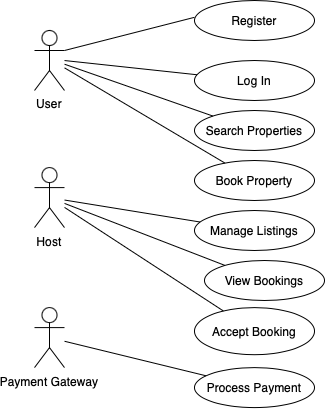 Register
Log In
User
Search Properties
Book Property
Manage Listings
Host
View Bookings
Accept Booking
Payment Gateway
Process Payment